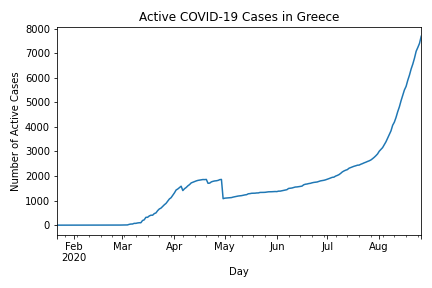 Active COVID-19 Cases in Greece
Number of Active Cases
8000
7000
6000
5000
4000
3000
2000
1000
0
Feb Mar Apr May Jun Jul Aug
2020
Day